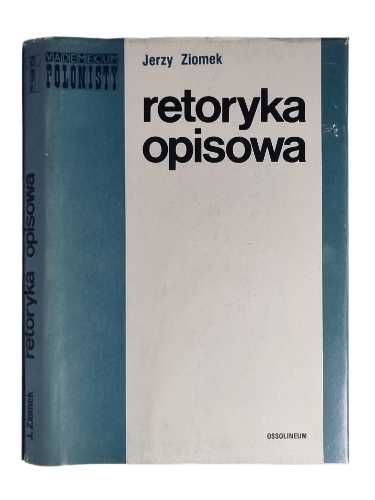 VADEMECUM
POLONISTY
Jerzy Ziomek
retoryka
opisowa
OSSOLINEUM
retoryka opisowa
J. Ziomek